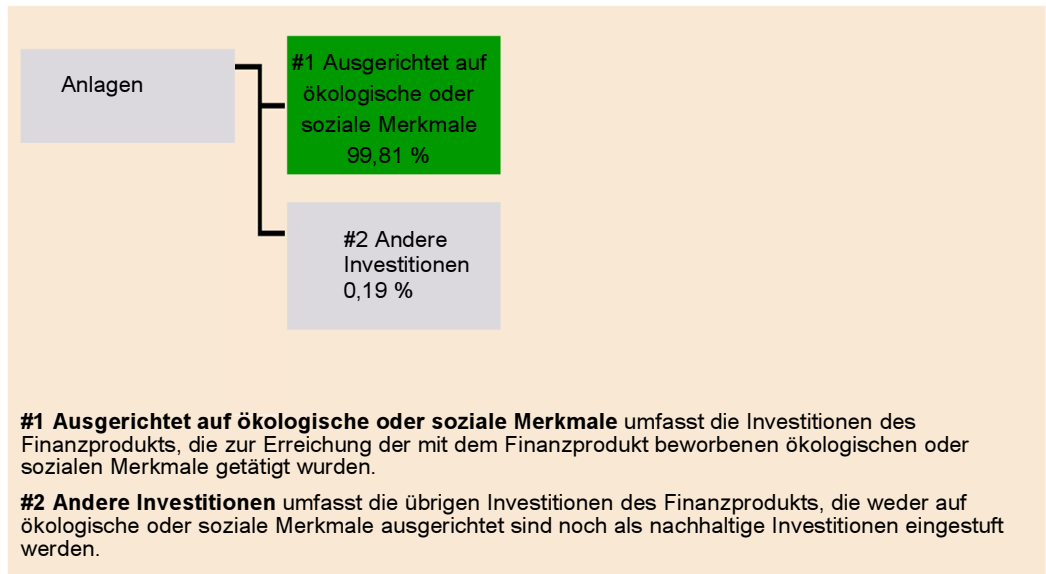 Anlagen
#1 Ausgerichtet auf
ökologische oder
soziale Merkmale
99,81 %
#2 Andere
Investitionen
0,19 %
#1 Ausgerichtet auf ökologische oder soziale Merkmale umfasst die Investitionen des
Finanzprodukts, die zur Erreichung der mit dem Finanzprodukt beworbenen ökologischen oder
sozialen Merkmale getätigt wurden.
#2 Andere Investitionen umfasst die übrigen Investitionen des Finanzprodukts, die weder auf
ökologische oder soziale Merkmale ausgerichtet sind noch als nachhaltige Investitionen eingestuft
werden.